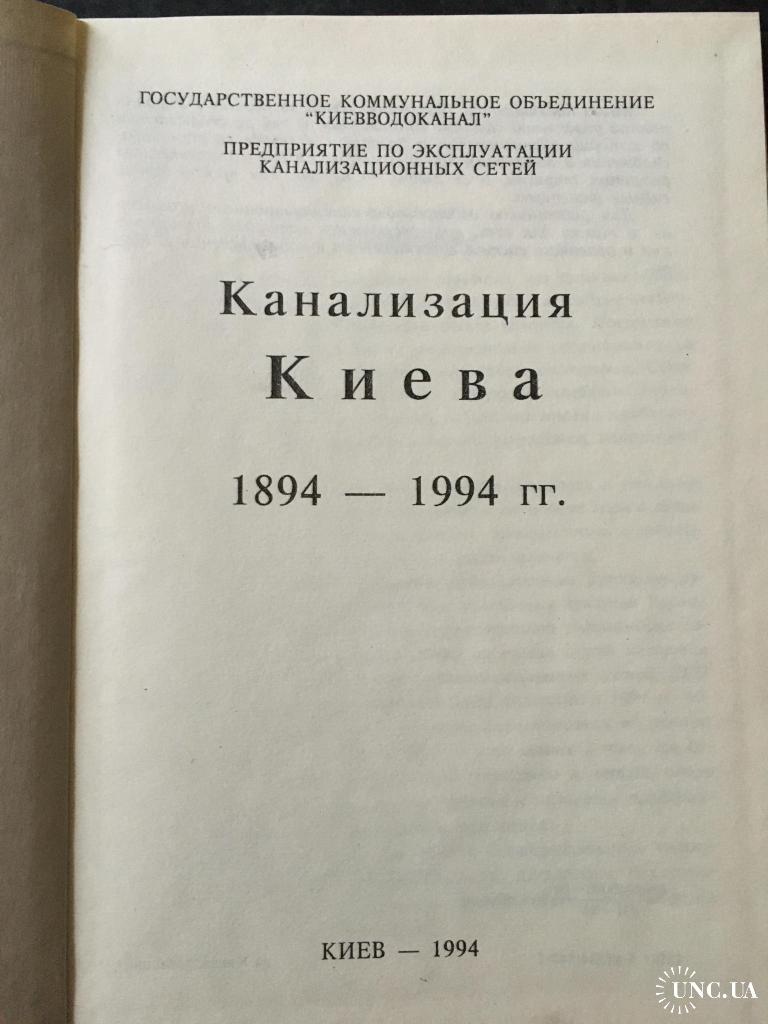 ГОСУДАРСТВЕННОЕ КОММУНАЛЬНОЕ ОБЪЕДИНЕНИЕ
"КИЕВВОДОКАНАЛ"
ПРЕДПРИЯТИЕ ПО ЭКСПЛУАТАЦИИ
КАНАЛИЗАЦИОННЫХ СЕТЕЙ
Канализация
Киева
1894 — 1994 гг.
КИЕВ — 1994
UNC.UA